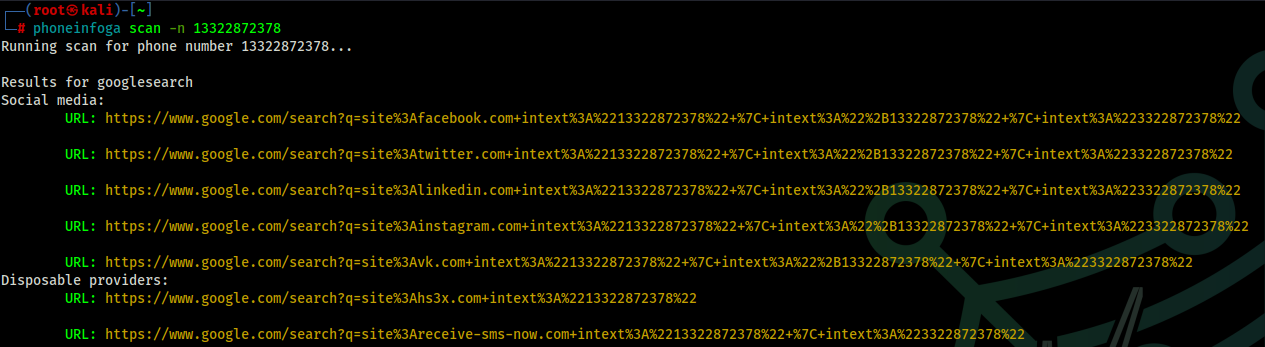 ┌──(root㉿kali)-[~]
└─# phoneinfoga scan -n 13322872378
Running scan for phone number 13322872378...
Results for googlesearch
Social media:
URL: https://www.google.com/search?q=site%3Afacebook.com+intext%3A%2213322872378%22+%7C+intext%3A%22%2B13322872378%22+%7C+intext%3A%223322872378%22
URL: https://www.google.com/search?q=site%3Atwitter.com+intext%3A%2213322872378%22+%7C+intext%3A%22%2B13322872378%22+%7C+intext%3A%223322872378%22
URL: https://www.google.com/search?q=site%3Alinkedin.com+intext%3A%2213322872378%22+%7C+intext%3A%22%2B13322872378%22+%7C+intext%3A%223322872378%22
URL: https://www.google.com/search?q=site%3Ainstagram.com+intext%3A%2213322872378%22+%7C+intext%3A%22%2B13322872378%22+%7C+intext%3A%223322872378%22
URL: https://www.google.com/search?q=site%3Avk.com+intext%3A%2213322872378%22+%7C+intext%3A%22%2B13322872378%22+%7C+intext%3A%223322872378%22
Disposable providers:
URL: https://www.google.com/search?q=site%3Ahs3x.com+intext%3A%2213322872378%22
URL: https://www.google.com/search?q=site%3Areceive-sms-now.com+intext%3A%2213322872378%22+%7C+intext%3A%223322872378%22